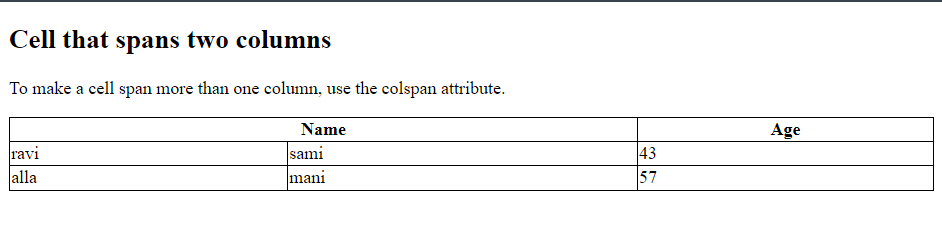 Cell that spans two columns
To make a cell span more than one column, use the colspan attribute.
Name Age
ravi sami 43
alla mani 57